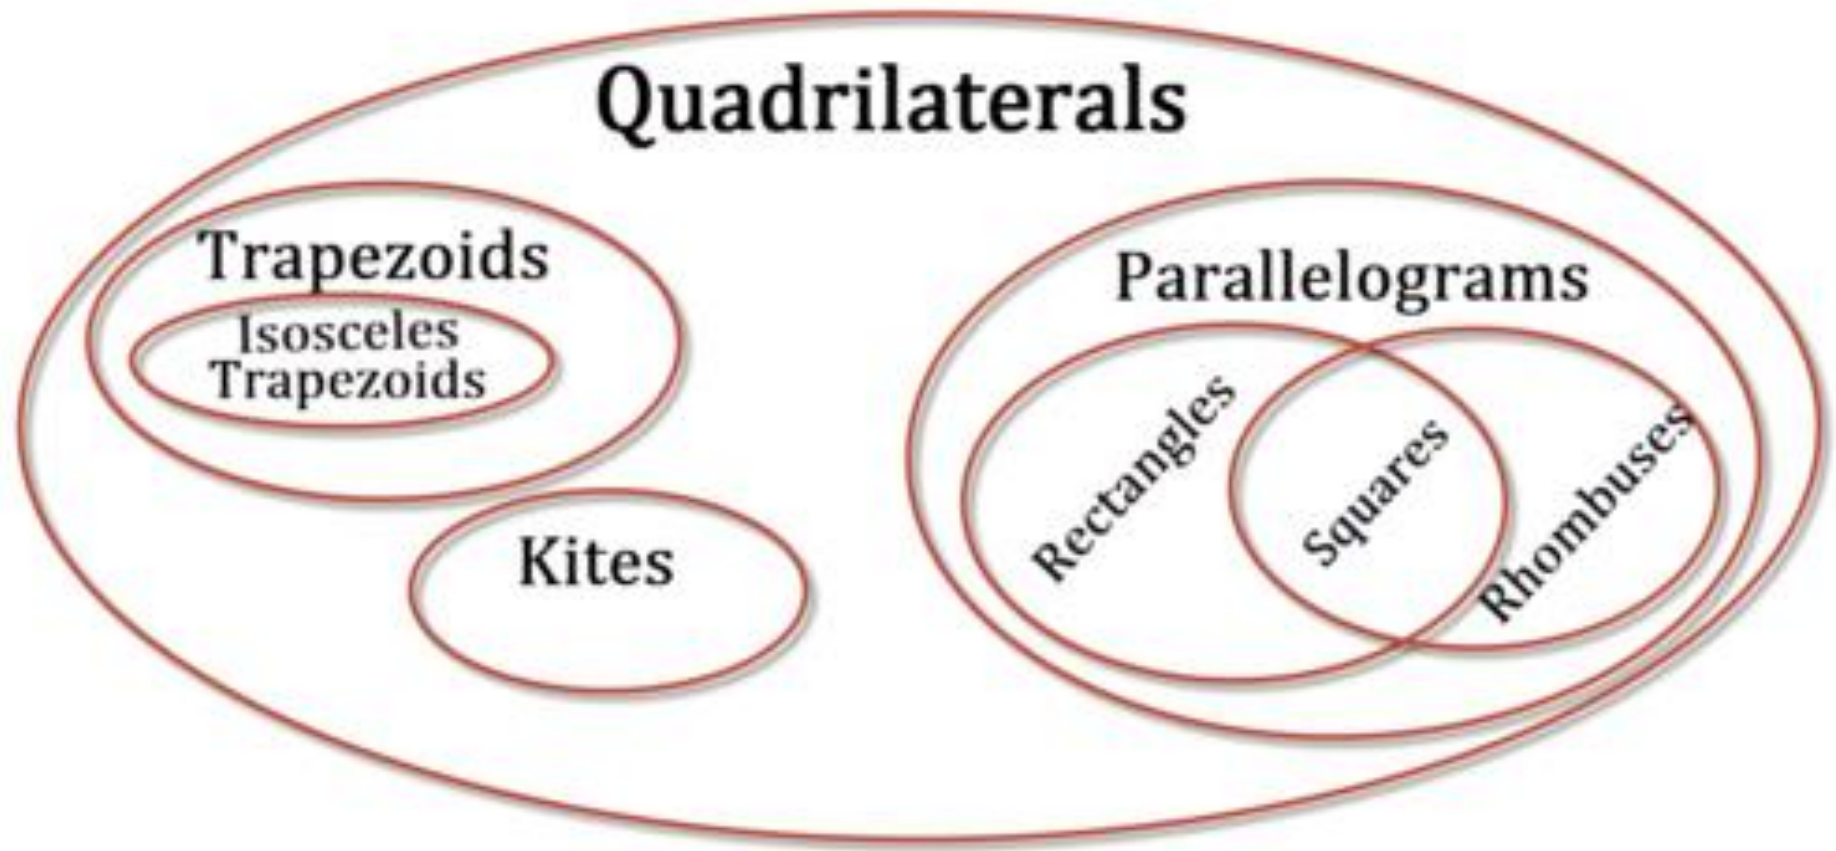 Quadrilaterals
Trapezoids
Isosceles
Trapezoids
Parallelograms
Rectangles
Squares
Rhombuses
Kites